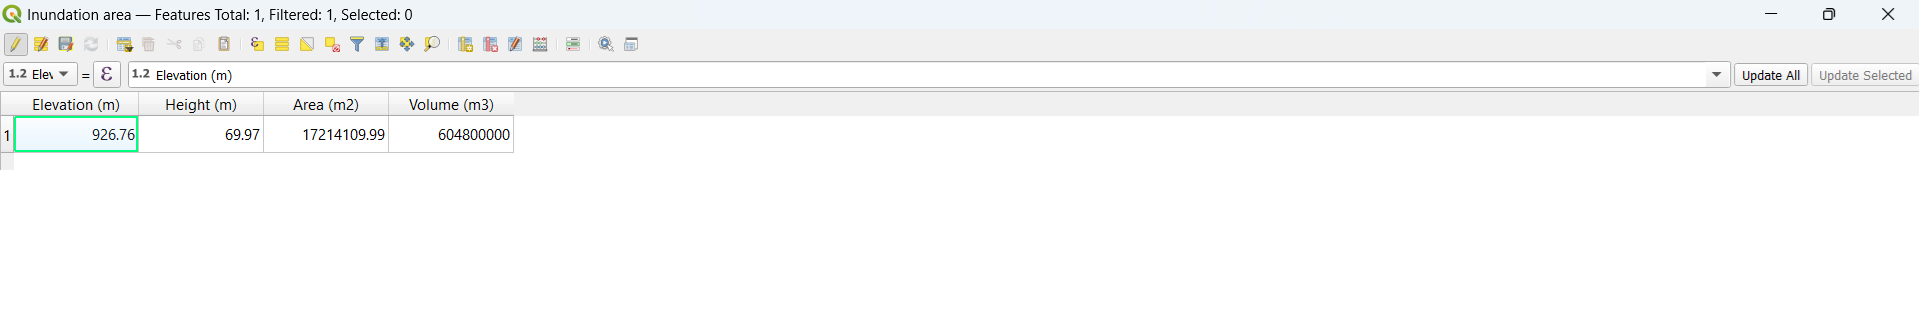 Inundation area — Features Total: 1, Filtered: 1, Selected: 0
1.2 Elev = ε 1.2 Elevation (m) Update All Update Selected
Elevation (m) Height (m) Area (m2) Volume (m3)
1 926.76 69.97 17214109.99 604800000